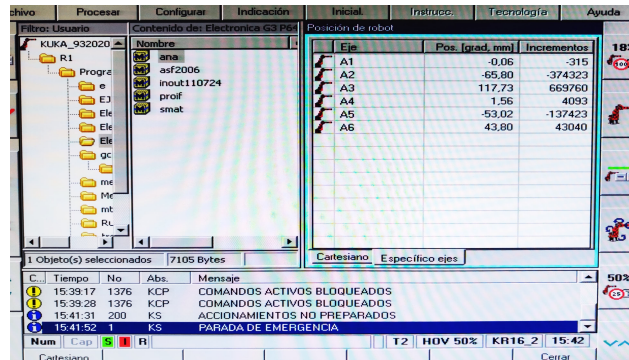 chivo Procesar Configurar Indicación Inicial. Instrucc. Tecnología Ayuda
Filtro: Usuario
Contenido de: Electronica G3 P64
Posición de robot
KUKA_932020
R1
Progra
e
EJ
Ele
Ele
Ele
gc
me
Me
mt
Ru
Nombre
ana
asf2006
inout110724
proif
smat
Eje Pos. [grad, mm] Incrementos
A1 -0,06 -315
A2 -65,80 -374323
A3 117,73 669760
A4 1,56 4093
A5 -53,02 -137423
A6 43,80 43040
Cartesiano Específico ejes
1 Objeto(s) seleccionados 7105 Bytes
C... Tiempo No Abs. Mensaje
15:39:17 1376 KCP COMANDOS ACTIVOS BLOQUEADOS
15:39:28 1376 KCP COMANDOS ACTIVOS BLOQUEADOS
15:41:31 200 KS ACCIONAMIENTOS NO PREPARADOS
15:41:52 1 KS PARADA DE EMERGENCIA
Num Cap S I R T2 HOV 50% KR16_2 15:42
Cartesiano Cerrar
50%